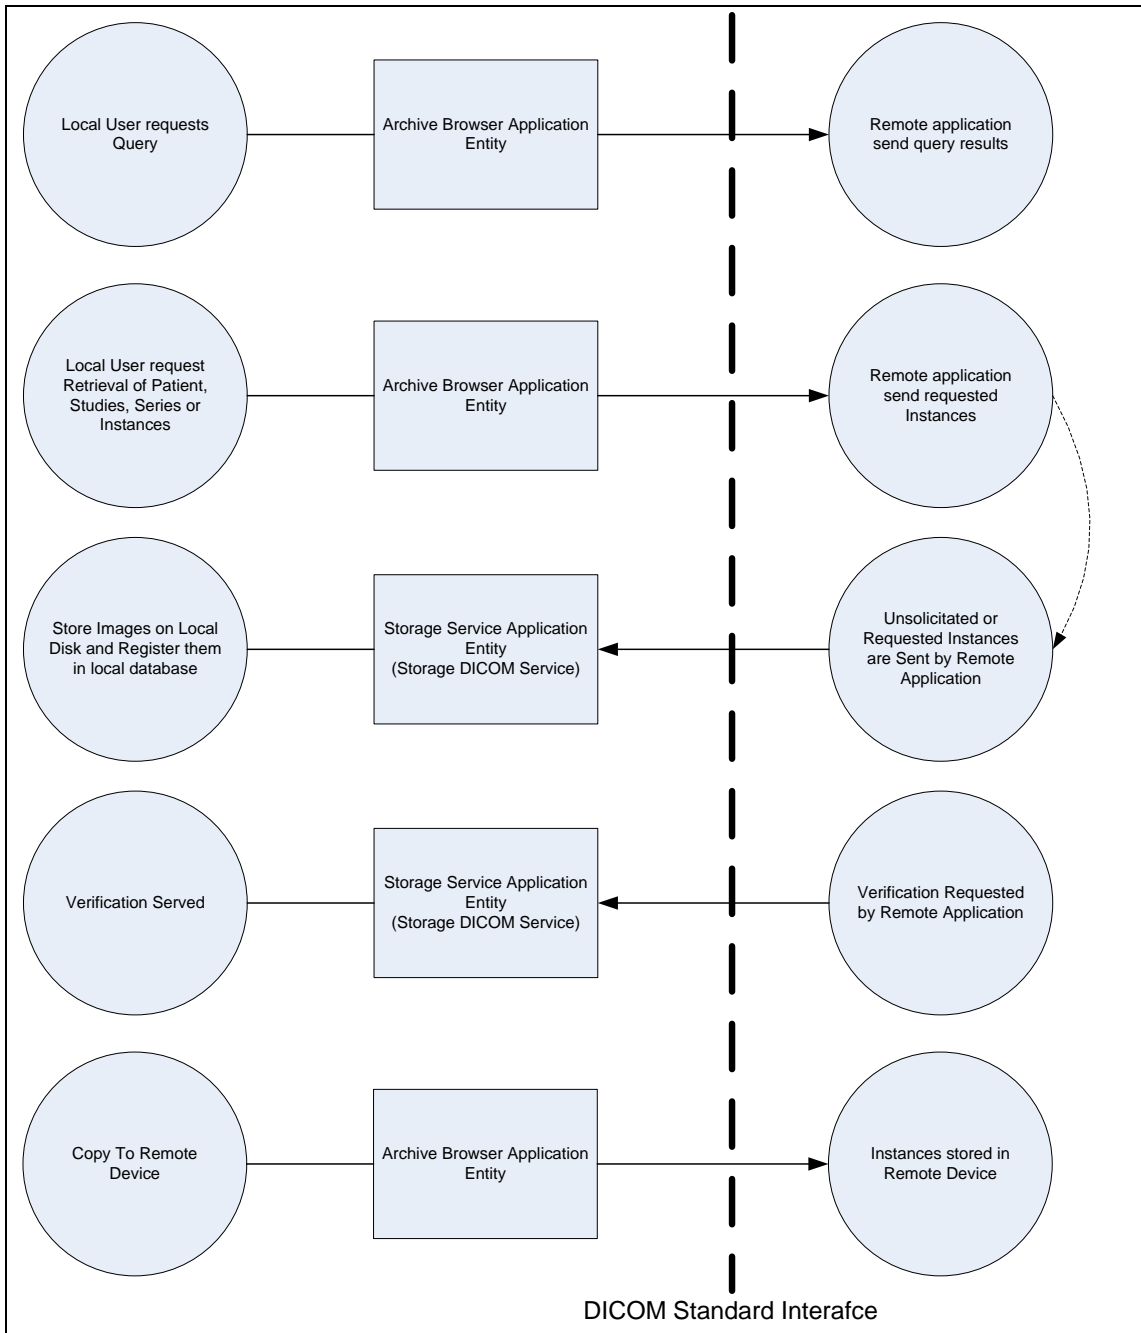 Local User requests
Query
Archive Browser Application
Entity
Remote application
send query results
Local User request
Retrieval of Patient,
Studies, Series or
Instances
Archive Browser Application
Entity
Remote application
send requested
Instances
Store Images on Local
Disk and Register them
in local database
Storage Service Application
Entity
(Storage DICOM Service)
Unsolicitated or
Requested Instances
are Sent by Remote
Application
Verification Served
Storage Service Application
Entity
(Storage DICOM Service)
Verification Requested
by Remote Application
Copy To Remote
Device
Archive Browser Application
Entity
Instances stored in
Remote Device
DICOM Standard Interafce